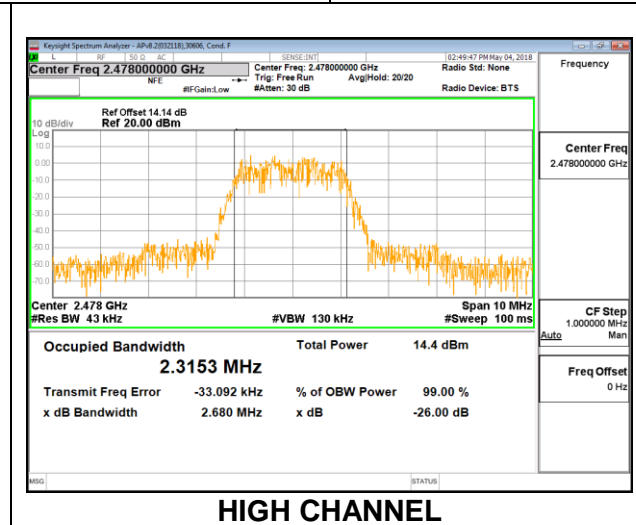 Keysight Spectrum Analyzer - APv8.2(032118),30606, Cond. F
L RF 50 Ω AC SENSE:INT 02:49:47 PM May 04, 2018
Center Freq 2.478000000 GHz Center Freq: 2.478000000 GHz Radio Std: None Frequency
NFE Trig: Free Run Avg|Hold: 20/20
#IFGain:Low #Atten: 30 dB Radio Device: BTS
Ref Offset 14.14 dB
10 dB/div Ref 20.00 dBm
Log
10.0
0.00
-10.0
-20.0
-30.0
-40.0
-50.0
-60.0
-70.0
Center Freq
2.478000000 GHz
Center 2.478 GHz Span 10 MHz
#Res BW 43 kHz #VBW 130 kHz #Sweep 100 ms
CF Step
1.000000 MHz
Auto Man
Occupied Bandwidth Total Power 14.4 dBm
2.3153 MHz
Freq Offset
0 Hz
Transmit Freq Error -33.092 kHz % of OBW Power 99.00 %
x dB Bandwidth 2.680 MHz x dB -26.00 dB
MSG STATUS
HIGH CHANNEL